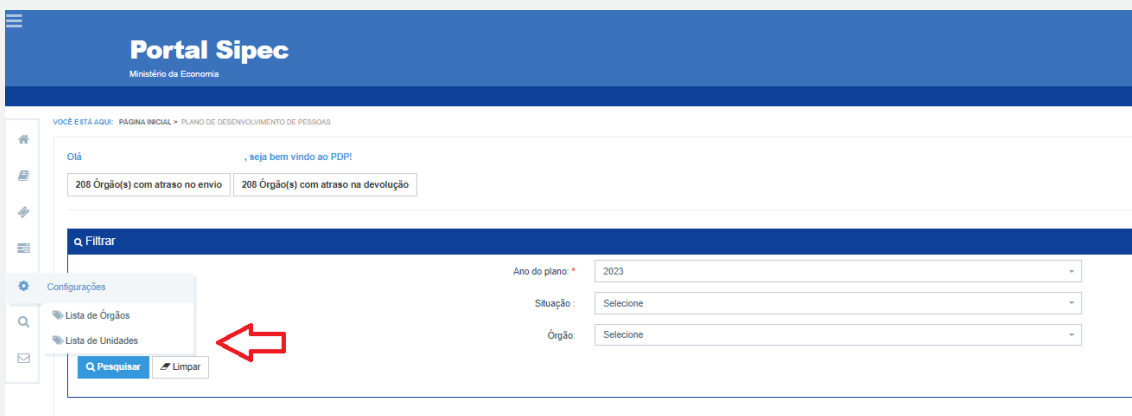 Portal Sipec
Ministério da Economia
VOCÊ ESTÁ AQUI: PÁGINA INICIAL > PLANO DE DESENVOLVIMENTO DE PESSOAS
Olá , seja bem vindo ao PDP!
208 Órgão(s) com atraso no envio 208 Órgão(s) com atraso na devolução
Filtrar
Ano do plano: * 2023
Configurações
Situação : Selecione
Lista de Órgãos
Órgão: Selecione
Lista de Unidades
Pesquisar Limpar